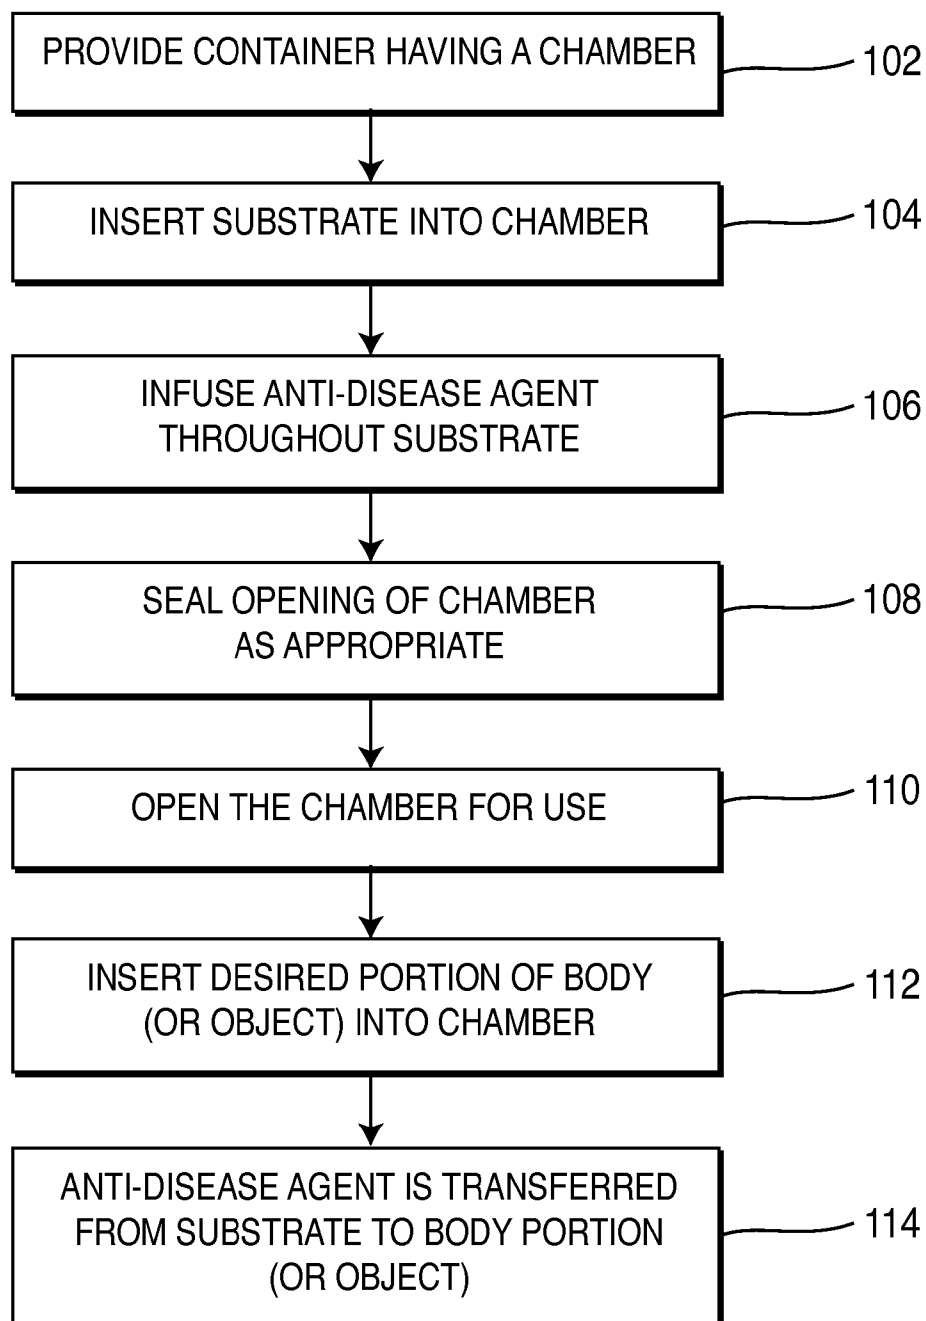 PROVIDE CONTAINER HAVING A CHAMBER
102
INSERT SUBSTRATE INTO CHAMBER
104
INFUSE ANTI-DISEASE AGENT
THROUGHOUT SUBSTRATE
106
SEAL OPENING OF CHAMBER
AS APPROPRIATE
108
OPEN THE CHAMBER FOR USE
110
INSERT DESIRED PORTION OF BODY
(OR OBJECT) INTO CHAMBER
112
ANTI-DISEASE AGENT IS TRANSFERRED
FROM SUBSTRATE TO BODY PORTION
(OR OBJECT)
114